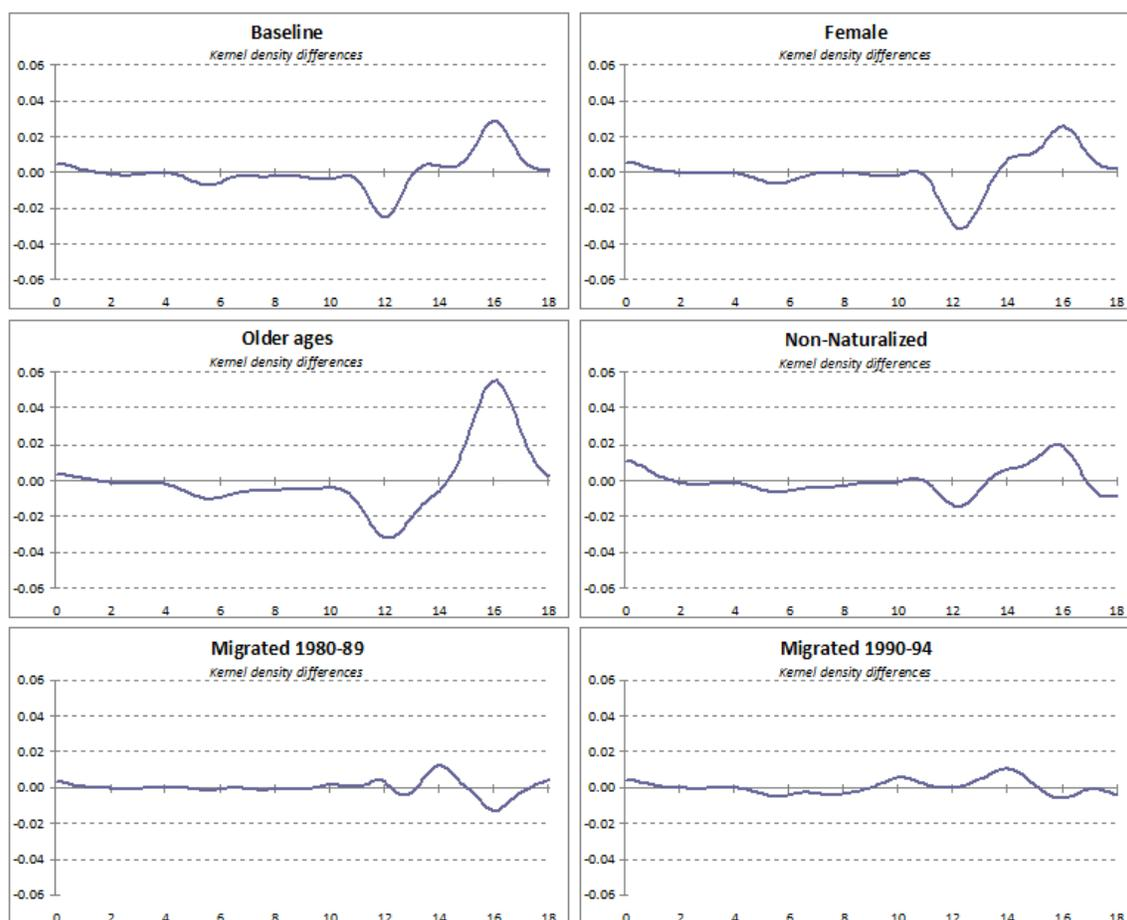 Baseline
Kernel density differences
0.06
0.04
0.02
0.00
-0.02
-0.04
-0.06
0 2 4 6 8 10 12 14 16 18
Female
Kernel density differences
0.06
0.04
0.02
0.00
-0.02
-0.04
-0.06
0 2 4 6 8 10 12 14 16 18
Older ages
Kernel density differences
0.06
0.04
0.02
0.00
-0.02
-0.04
-0.06
0 2 4 6 8 10 12 14 16 18
Non-Naturalized
Kernel density differences
0.06
0.04
0.02
0.00
-0.02
-0.04
-0.06
0 2 4 6 8 10 12 14 16 18
Migrated 1980-89
Kernel density differences
0.06
0.04
0.02
0.00
-0.02
-0.04
-0.06
0 2 4 6 8 10 12 14 16 18
Migrated 1990-94
Kernel density differences
0.06
0.04
0.02
0.00
-0.02
-0.04
-0.06
0 2 4 6 8 10 12 14 16 18